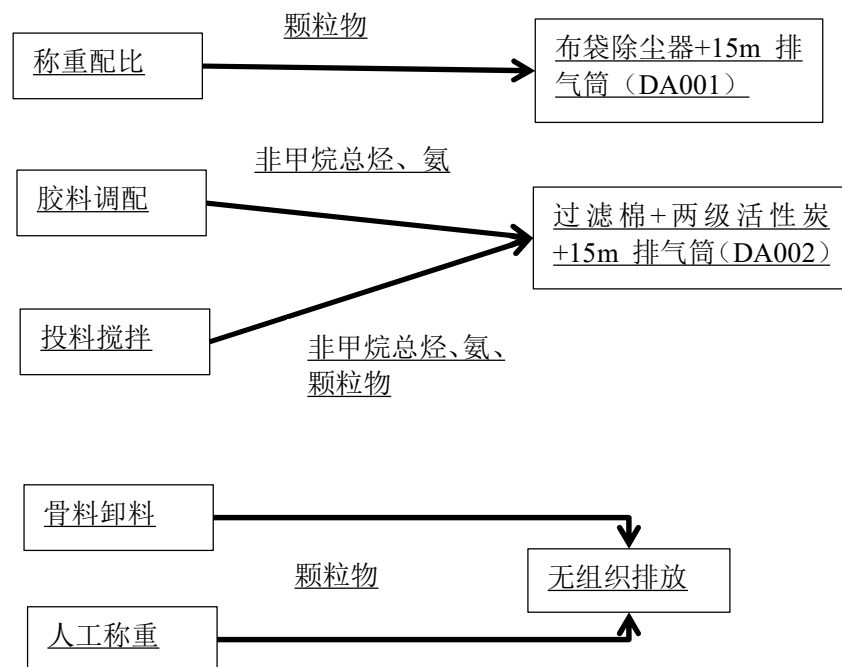 颗粒物
称重配比
布袋除尘器+15m 排
气筒（DA001）
非甲烷总烃、氨
胶料调配
过滤棉+两级活性炭
+15m 排气筒（DA002）
投料搅拌
非甲烷总烃、氨、
颗粒物
骨料卸料
颗粒物
无组织排放
人工称重